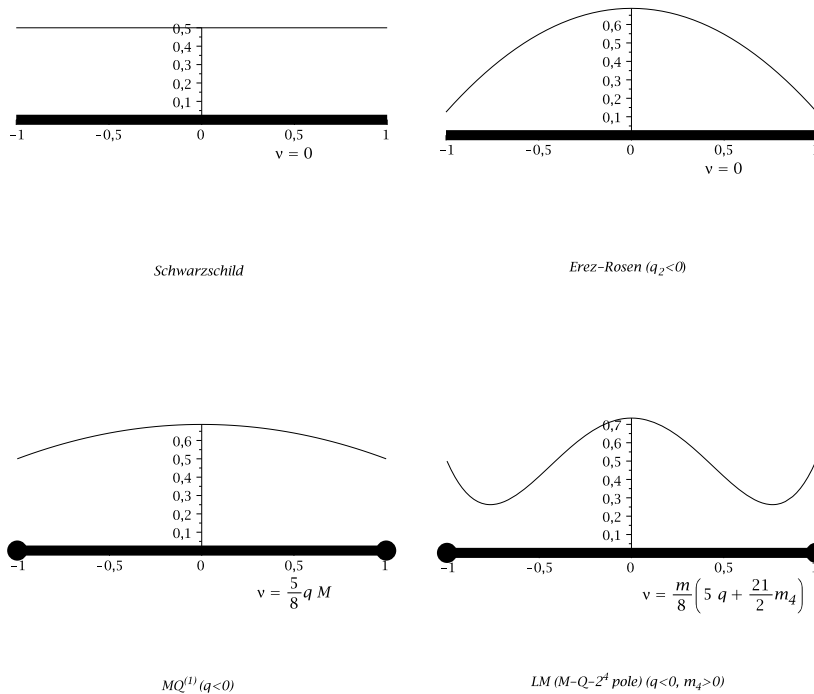 0,5
0,4
0,3
0,2
0,1
−1 −0,5 0 0,5 1
ν = 0
Schwarzschild
0,6
0,5
0,4
0,3
0,2
0,1
−1 −0,5 0 0,5 1
ν = 0
Erez−Rosen (q₂<0)
0,6
0,5
0,4
0,3
0,2
0,1
−1 −0,5 0 0,5 1
ν = 5/8 q M
MQ⁽¹⁾ (q<0)
0,7
0,6
0,5
0,4
0,3
0,2
0,1
−1 −0,5 0 0,5 1
ν = m/8 (5 q + 21/2 m₄)
LM (M−Q−2⁴ pole) (q<0, m₄>0)